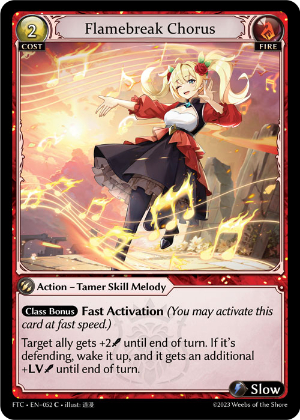 2
Flamebreak Chorus
COST
FIRE
Action – Tamer Skill Melody
Class Bonus Fast Activation (You may activate
this card at fast speed.)
Target ally gets +2 until end of turn. If it's
defending, wake it up, and it gets an additional
+LV until end of turn.
Slow
FTC • EN–052 C • illust:
©2023 Weebs of the Shore